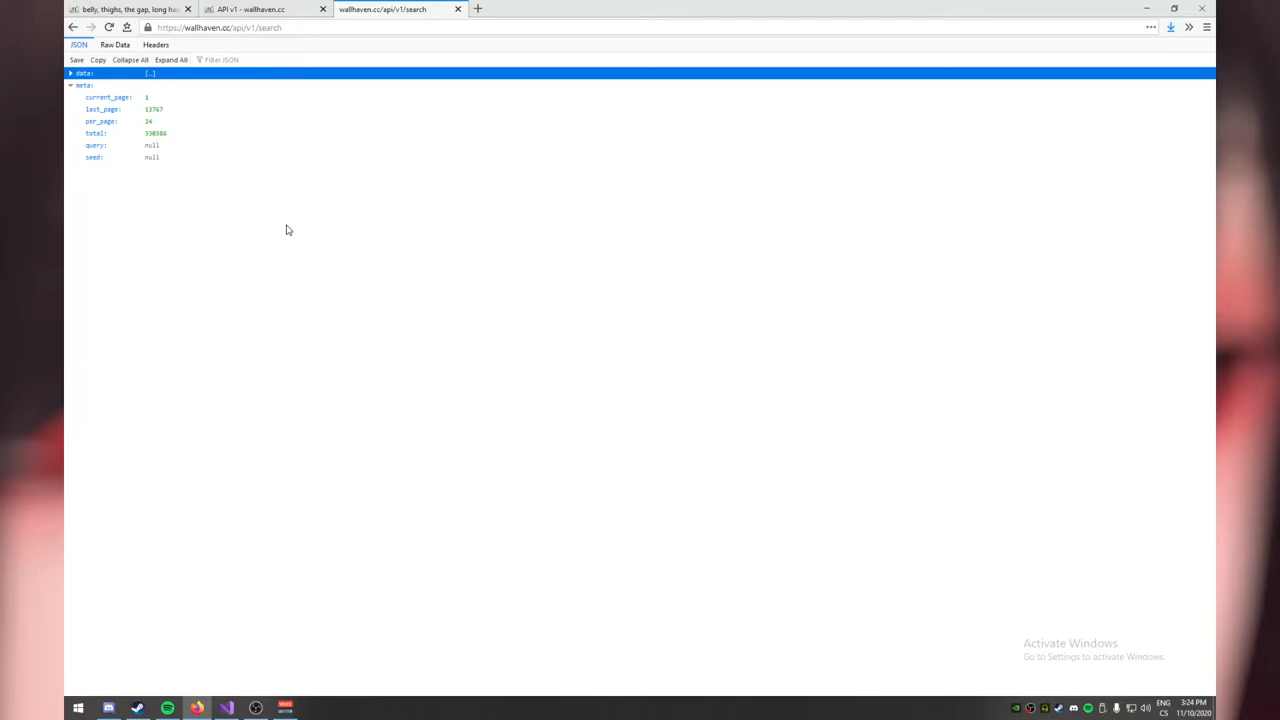 belly, thighs, the gap, long hai
API v1 - wallhaven.cc
wallhaven.cc/api/v1/search
https://wallhaven.cc/api/v1/search
JSON Raw Data Headers
Save Copy Collapse All Expand All Filter JSON
data: […]
meta:
current_page: 1
last_page: 13767
per_page: 24
total: 330386
query: null
seed: null
Activate Windows
Go to Settings to activate Windows.
ENG 3:24 PM
CS 11/10/2020